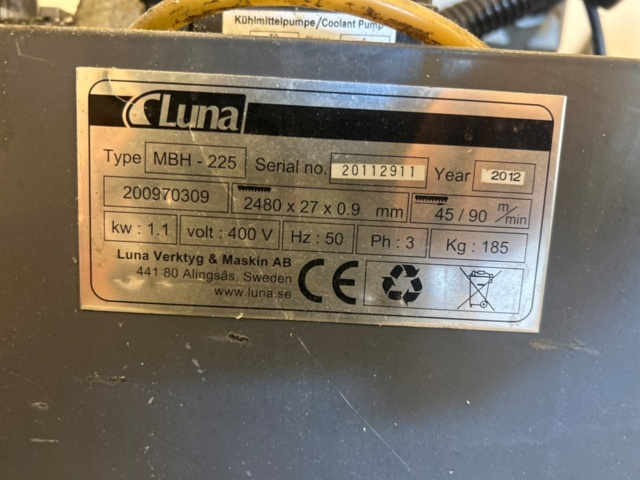 Kühlmittelpumpe/Coolant Pump
Luna
Type MBH - 225 Serial no. 20112911 Year 2012
200970309 2480 x 27 x 0.9 mm 45 / 90 m/min
kw : 1.1 volt : 400 V Hz : 50 Ph : 3 Kg : 185
Luna Verktyg & Maskin AB
441 80 Alingsås, Sweden
www.luna.se
CE